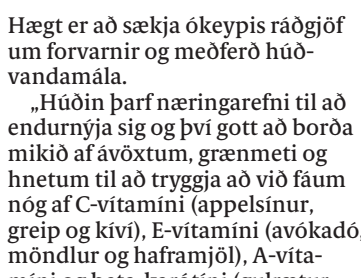 Hægt er að sækja ókeypis ráðgjöf
um forvarnir og meðferð húð-
vandamála.
„Húðin þarf næringarefni til að
endurnýja sig og því gott að borða
mikið af ávöxtum, grænmeti og
hnetum til að tryggja að við fáum
nóg af C-vítamíni (appelsínur,
greip og kíví), E-vítamíni (avókadó,
möndlur og haframjöl), A-víta-